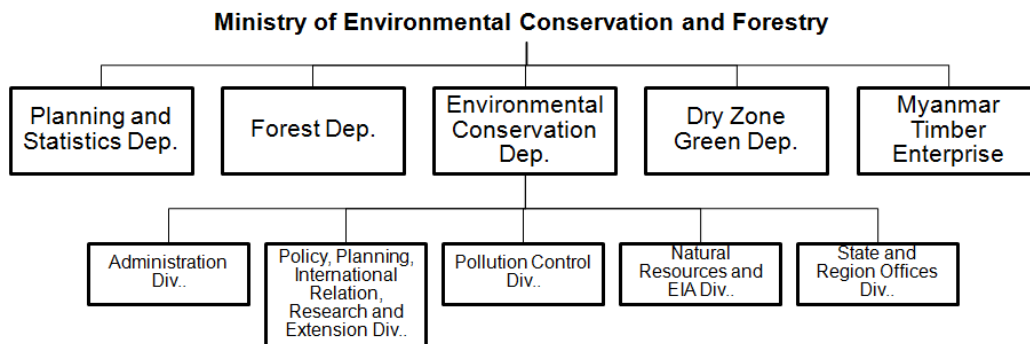 Ministry of Environmental Conservation and Forestry
Planning and
Statistics Dep.
Forest Dep.
Environmental
Conservation
Dep.
Dry Zone
Green Dep.
Myanmar
Timber
Enterprise
Administration
Div..
Policy, Planning,
International
Relation,
Research and
Extension Div..
Pollution Control
Div..
Natural
Resources and
EIA Div..
State and
Region Offices
Div..